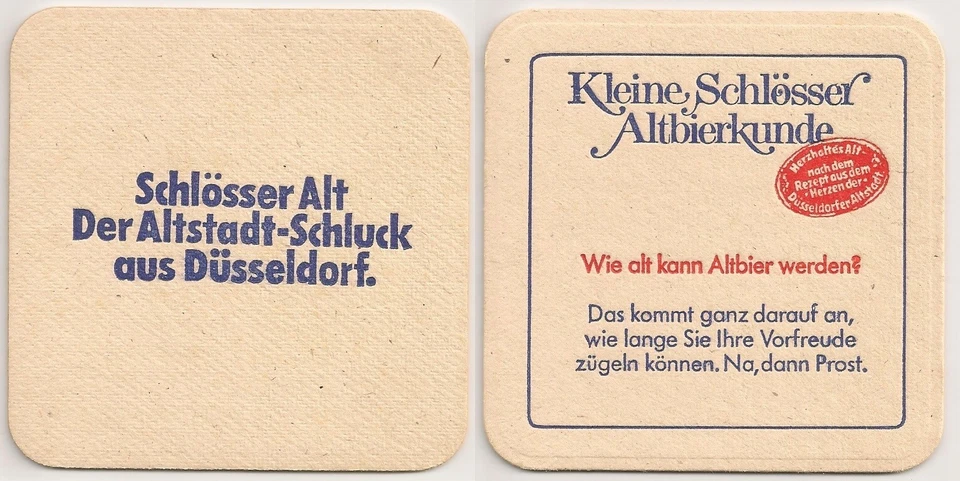 Schlösser Alt
Der Altstadt-Schluck
aus Düsseldorf.
Kleine Schlösser
Altbierkunde
Herzhaftes Alt
nach dem
Rezept aus dem
Herzen der
Düsseldorfer Altstadt
Wie alt kann Altbier werden?
Das kommt ganz darauf an,
wie lange Sie Ihre Vorfreude
zügeln können. Na, dann Prost.